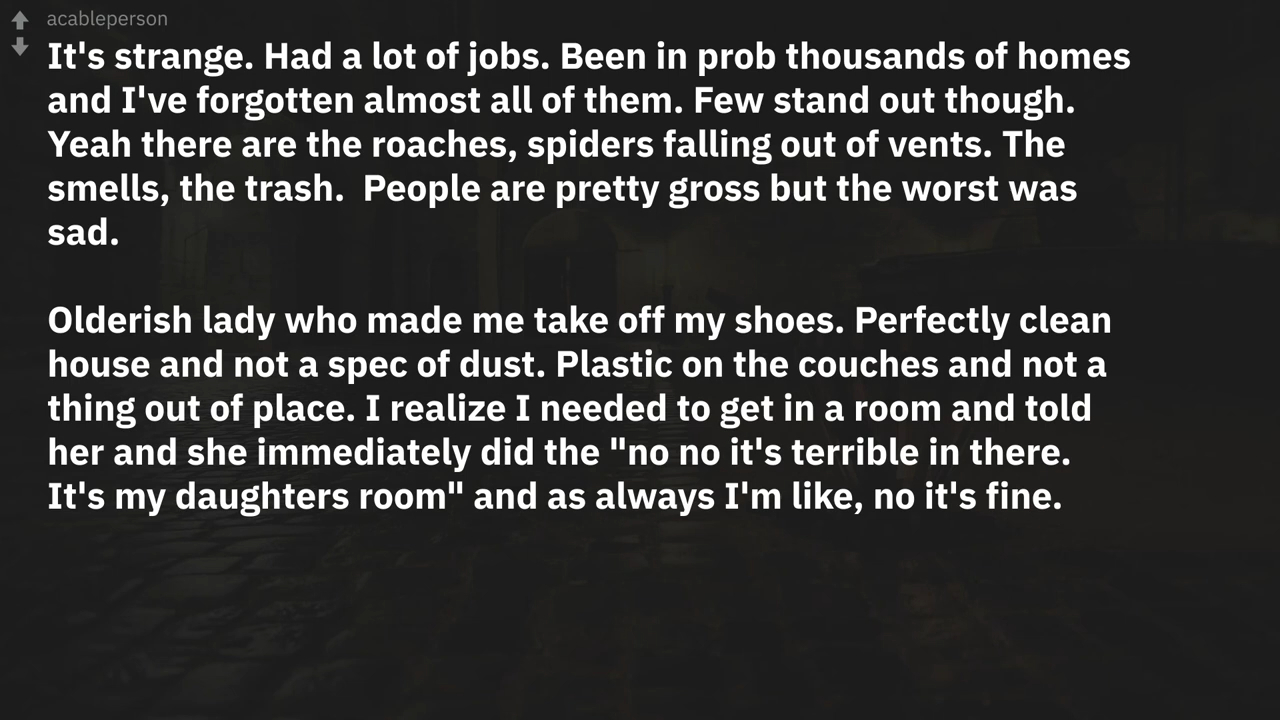 acableperson
It's strange. Had a lot of jobs. Been in prob thousands of homes
and I've forgotten almost all of them. Few stand out though.
Yeah there are the roaches, spiders falling out of vents. The
smells, the trash.  People are pretty gross but the worst was
sad.
Olderish lady who made me take off my shoes. Perfectly clean
house and not a spec of dust. Plastic on the couches and not a
thing out of place. I realize I needed to get in a room and told
her and she immediately did the "no no it's terrible in there.
It's my daughters room" and as always I'm like, no it's fine.